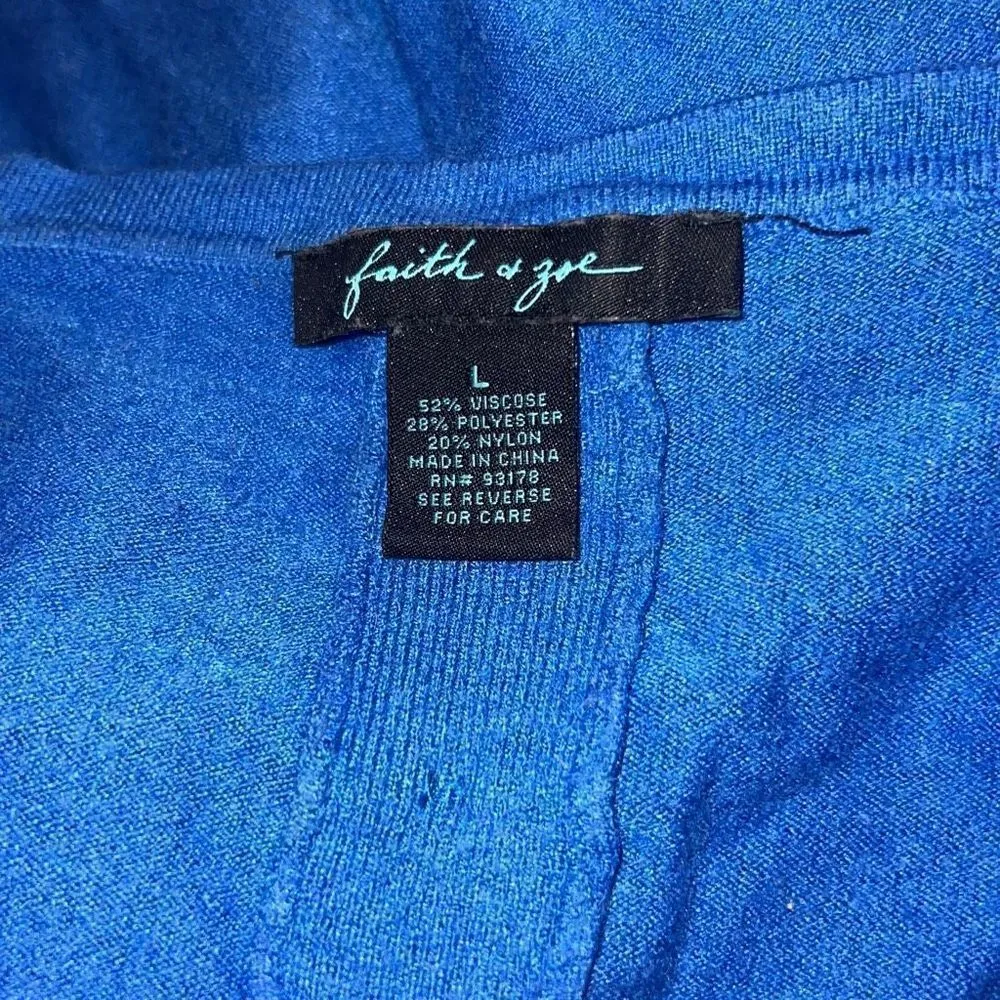 faith & zoe
L
52% VISCOSE
28% POLYESTER
20% NYLON
MADE IN CHINA
RN# 93178
SEE REVERSE
FOR CARE